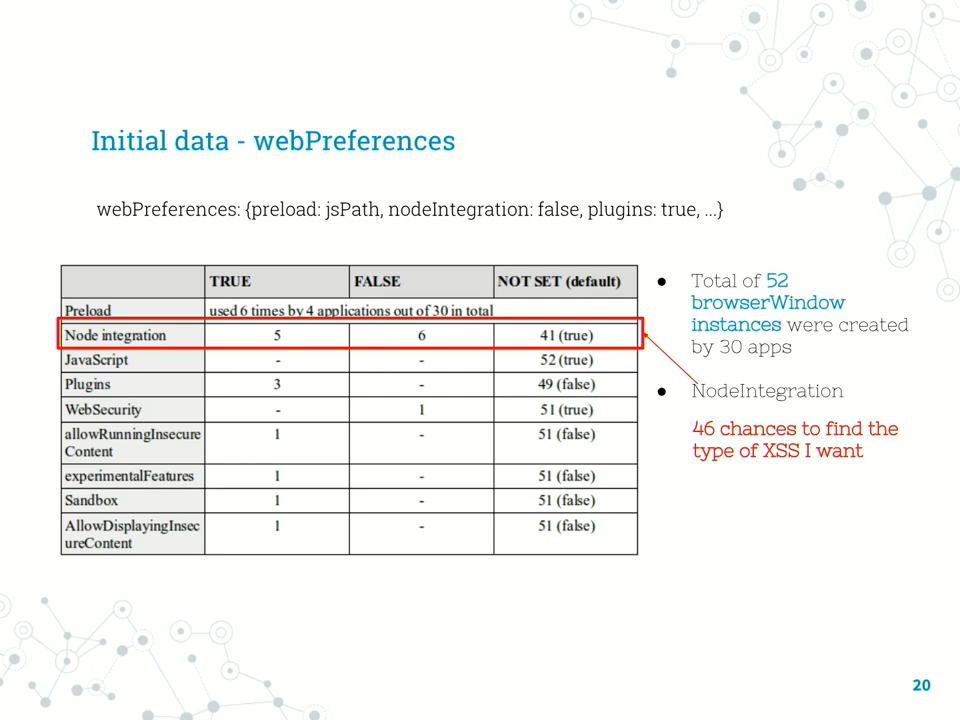 Initial data - webPreferences
webPreferences: {preload: jsPath, nodeIntegration: false, plugins: true, ...}
TRUE FALSE NOT SET (default)
Preload used 6 times by 4 applications out of 30 in total
Node integration 5 6 41 (true)
JavaScript - - 52 (true)
Plugins 3 - 49 (false)
WebSecurity - 1 51 (true)
allowRunningInsecure 1 - 51 (false)
Content
experimentalFeatures 1 - 51 (false)
Sandbox 1 - 51 (false)
AllowDisplayingInsec 1 - 51 (false)
ureContent
● Total of 52
browserWindow
instances were created
by 30 apps
● NodeIntegration
46 chances to find the
type of XSS I want
20